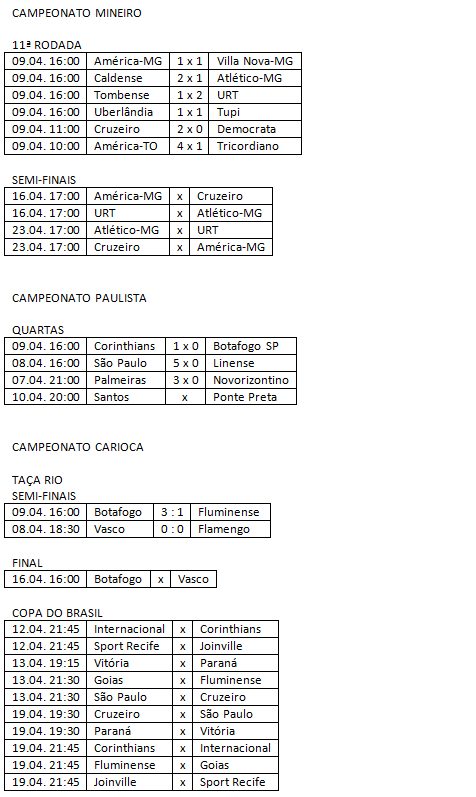 CAMPEONATO MINEIRO
11ª RODADA
09.04. 16:00 América-MG 1 x 1 Villa Nova-MG
09.04. 16:00 Caldense 2 x 1 Atlético-MG
09.04. 16:00 Tombense 1 x 2 URT
09.04. 16:00 Uberlândia 1 x 1 Tupi
09.04. 11:00 Cruzeiro 2 x 0 Democrata
09.04. 10:00 América-TO 4 x 1 Tricordiano
SEMI-FINAIS
16.04. 17:00 América-MG x Cruzeiro
16.04. 17:00 URT x Atlético-MG
23.04. 17:00 Atlético-MG x URT
23.04. 17:00 Cruzeiro x América-MG
CAMPEONATO PAULISTA
QUARTAS
09.04. 16:00 Corinthians 1 x 0 Botafogo SP
08.04. 16:00 São Paulo 5 x 0 Linense
07.04. 21:00 Palmeiras 3 x 0 Novorizontino
10.04. 20:00 Santos x Ponte Preta
CAMPEONATO CARIOCA
TAÇA RIO
SEMI-FINAIS
09.04. 16:00 Botafogo 3 : 1 Fluminense
08.04. 18:30 Vasco 0 : 0 Flamengo
FINAL
16.04. 16:00 Botafogo x Vasco
COPA DO BRASIL
12.04. 21:45 Internacional x Corinthians
12.04. 21:45 Sport Recife x Joinville
13.04. 19:15 Vitória x Paraná
13.04. 21:30 Goias x Fluminense
13.04. 21:30 São Paulo x Cruzeiro
19.04. 19:30 Cruzeiro x São Paulo
19.04. 19:30 Paraná x Vitória
19.04. 21:45 Corinthians x Internacional
19.04. 21:45 Fluminense x Goias
19.04. 21:45 Joinville x Sport Recife